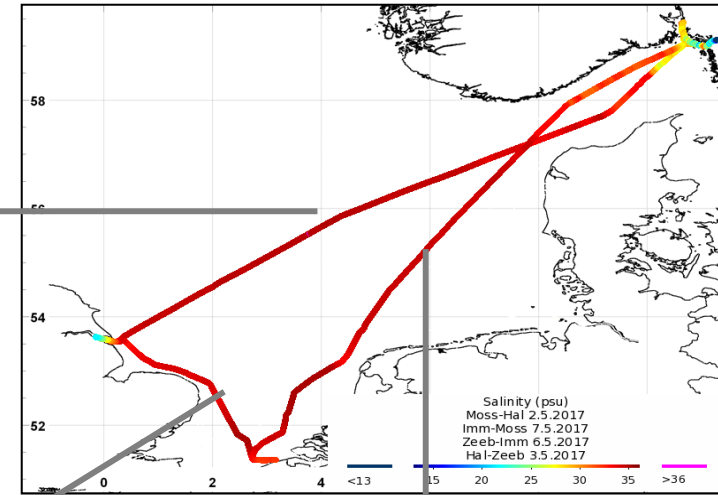 58
56
54
52
0
2
4
Salinity (psu)
Moss-Hal 2.5.2017
Imm-Moss 7.5.2017
Zeeb-Imm 6.5.2017
Hal-Zeeb 3.5.2017
<13 15 20 25 30 35 >36